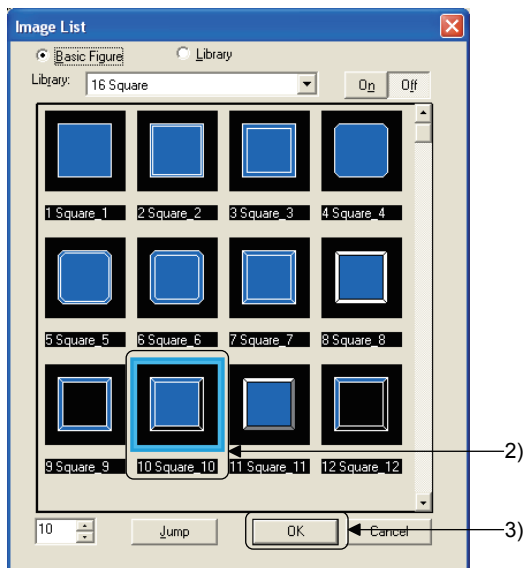 Image List
Basic Figure Library
Library: 16 Square On Off
1 Square_1 2 Square_2 3 Square_3 4 Square_4
5 Square_5 6 Square_6 7 Square_7 8 Square_8
9 Square_9 10 Square_10 11 Square_11 12 Square_12
2)
10 Jump OK Cancel 3)